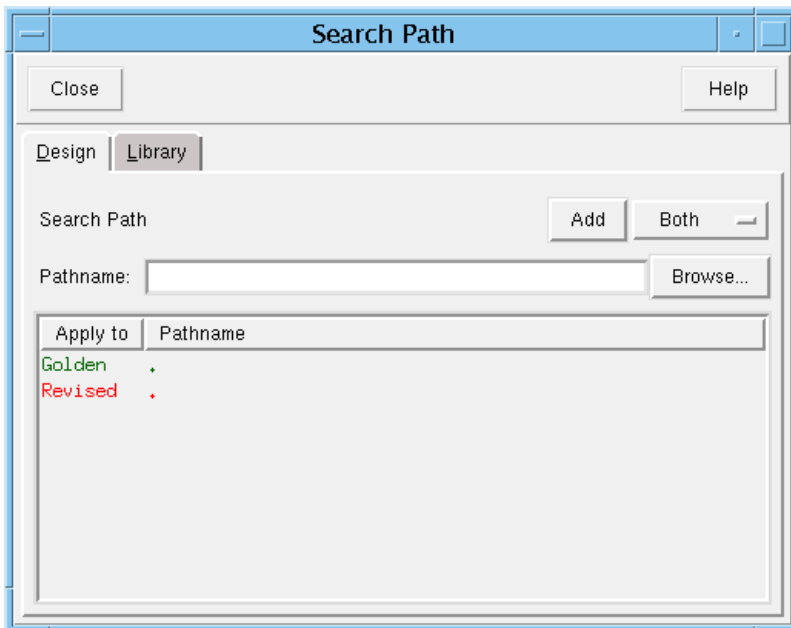 Search Path
Close Help
Design Library
Search Path Add Both
Pathname: Browse...
Apply to Pathname
Golden .
Revised .